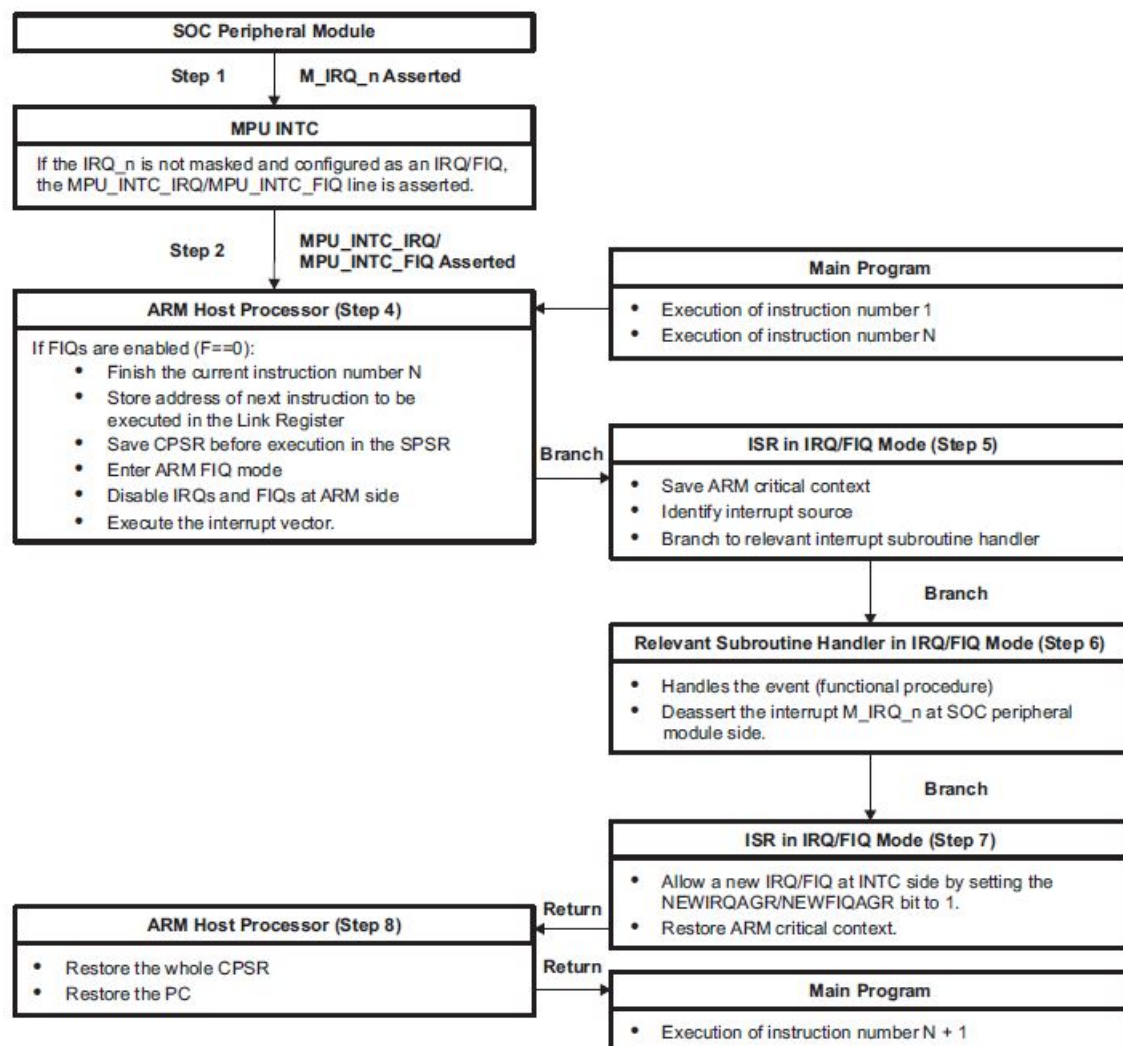 SOC Peripheral Module
Step 1
M_IRQ_n Asserted
MPU INTC
If the IRQ_n is not masked and configured as an IRQ/FIQ,
the MPU_INTC_IRQ/MPU_INTC_FIQ line is asserted.
Step 2
MPU_INTC_IRQ/
MPU_INTC_FIQ Asserted
Main Program
• Execution of instruction number 1
• Execution of instruction number N
ARM Host Processor (Step 4)
If FIQs are enabled (F==0):
• Finish the current instruction number N
• Store address of next instruction to be
executed in the Link Register
• Save CPSR before execution in the SPSR
• Enter ARM FIQ mode
• Disable IRQs and FIQs at ARM side
• Execute the interrupt vector.
Branch
ISR in IRQ/FIQ Mode (Step 5)
• Save ARM critical context
• Identify interrupt source
• Branch to relevant interrupt subroutine handler
Branch
Relevant Subroutine Handler in IRQ/FIQ Mode (Step 6)
• Handles the event (functional procedure)
• Deassert the interrupt M_IRQ_n at SOC peripheral
module side.
Branch
ISR in IRQ/FIQ Mode (Step 7)
• Allow a new IRQ/FIQ at INTC side by setting the
NEWIRQAGR/NEWFIQAGR bit to 1.
• Restore ARM critical context.
Return
ARM Host Processor (Step 8)
• Restore the whole CPSR
• Restore the PC
Return
Main Program
• Execution of instruction number N + 1